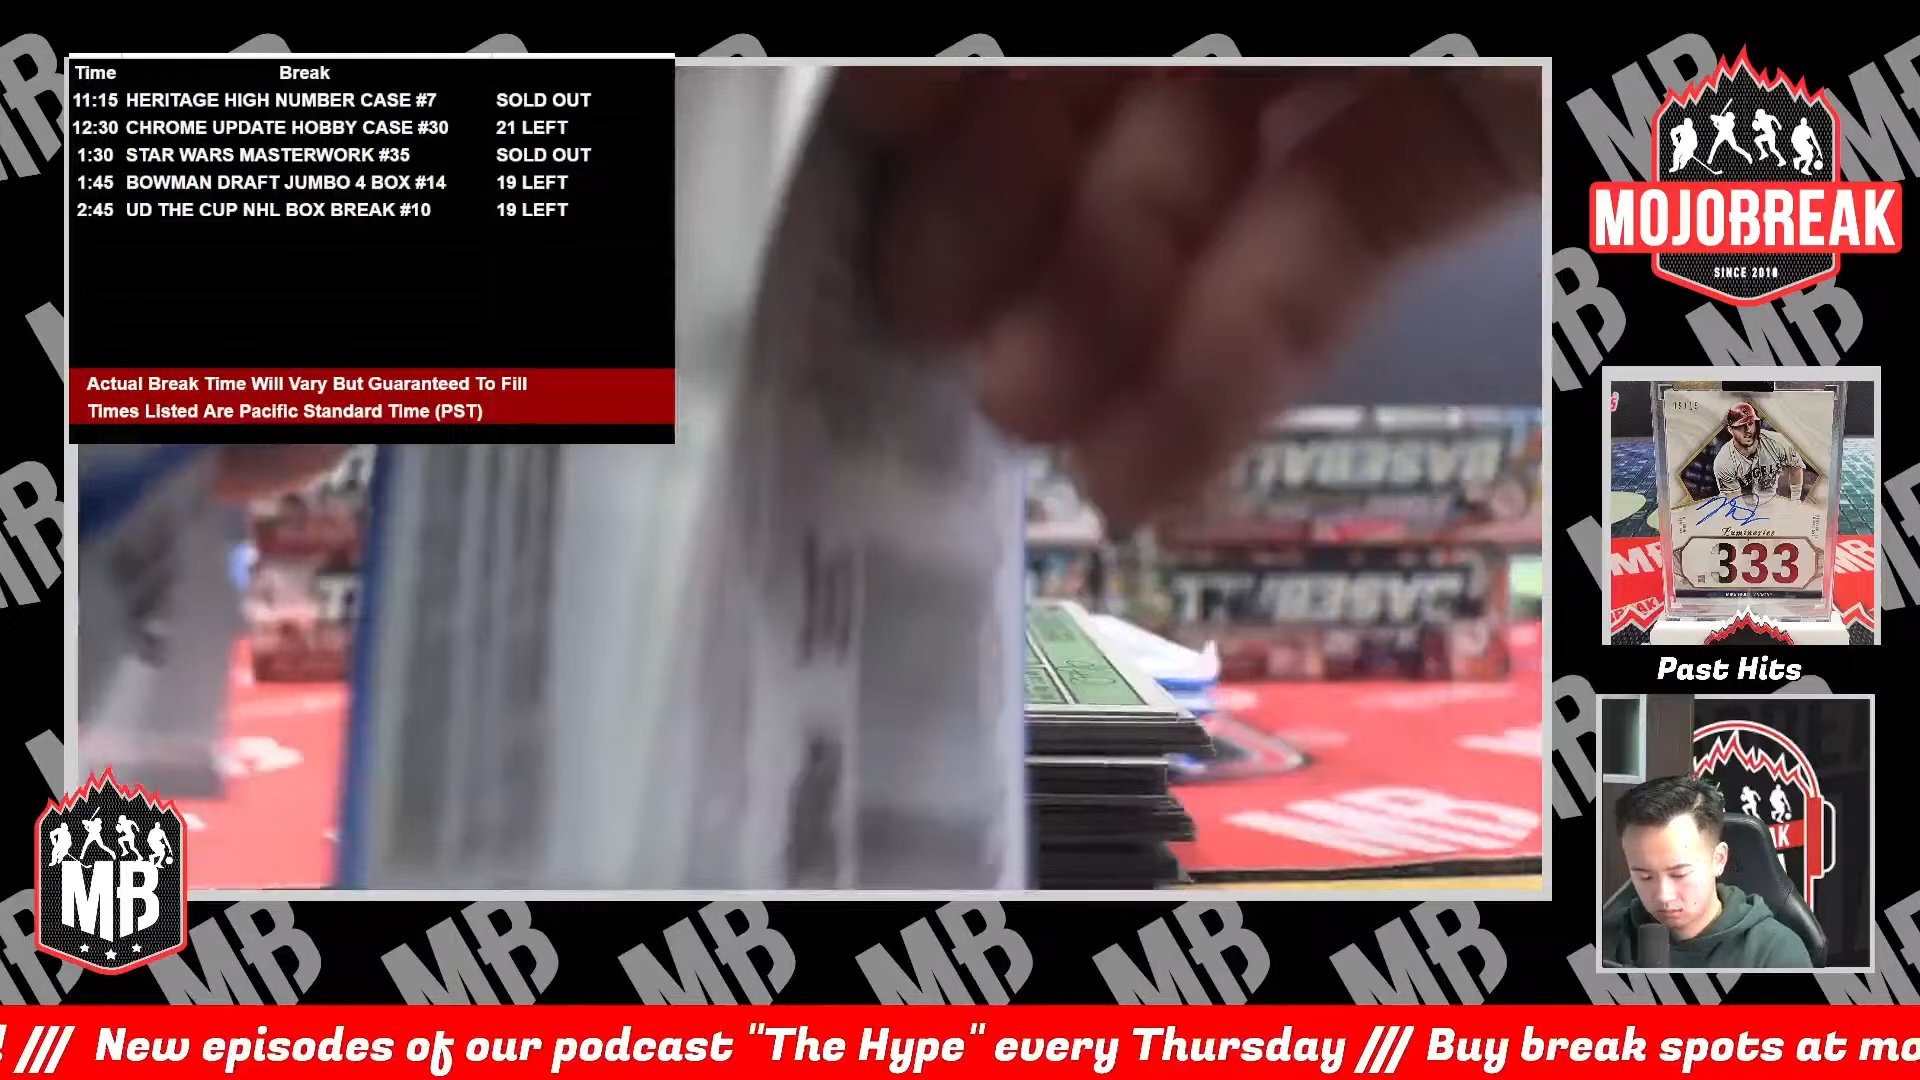 Time Break
11:15 HERITAGE HIGH NUMBER CASE #7 SOLD OUT
12:30 CHROME UPDATE HOBBY CASE #30 21 LEFT
1:30 STAR WARS MASTERWORK #35 SOLD OUT
1:45 BOWMAN DRAFT JUMBO 4 BOX #14 19 LEFT
2:45 UD THE CUP NHL BOX BREAK #10 19 LEFT
Actual Break Time Will Vary But Guaranteed To Fill
Times Listed Are Pacific Standard Time (PST)
MOJOBREAK
SINCE 2010
BASEBALL
BASEBALL
Luminaries
333
Past Hits
MB
! /// New episodes of our podcast "The Hype" every Thursday /// Buy break spots at mo